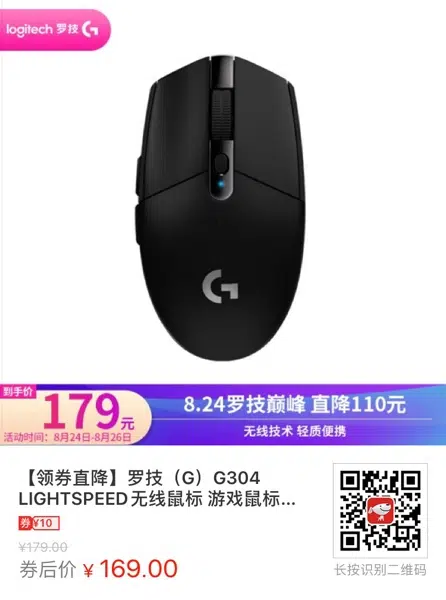 logitech 罗技 G
G
到手价
179元
活动时间：8月24日-8月26日
8.24罗技巅峰 直降110元
无线技术 轻质便携
【领券直降】罗技（G）G304
LIGHTSPEED无线鼠标 游戏鼠标...
券 ¥10
¥179.00
券后价 ¥ 169.00
长按识别二维码